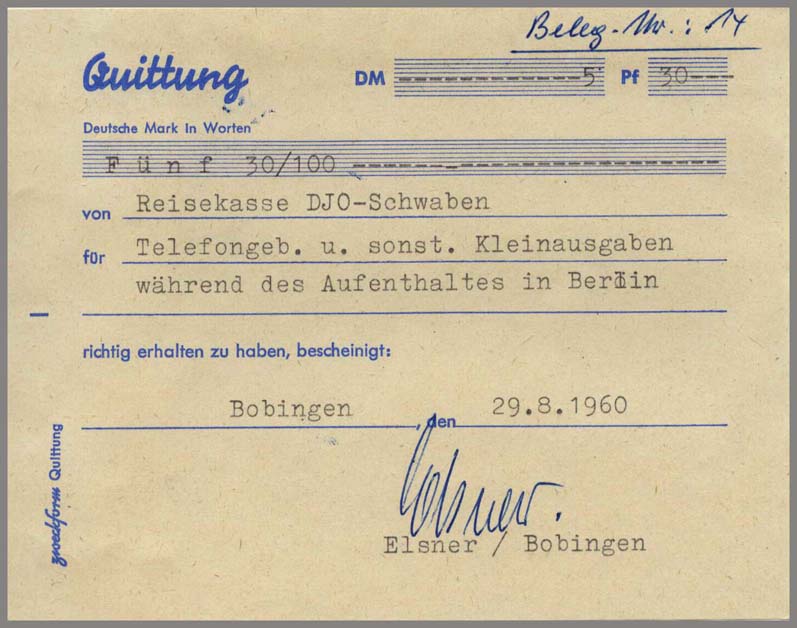 Beleg-Nr.: 14
Quittung
DM ------------------5 Pf 30---
Deutsche Mark in Worten
F ü n f 30/100 ------------------------------
von Reisekasse DJO-Schwaben
für Telefongeb. u. sonst. Kleinausgaben
während des Aufenthaltes in Berlin
richtig erhalten zu haben, bescheinigt:
Bobingen , den 29.8.1960
Elsner.
Elsner / Bobingen
zweckform Quittung